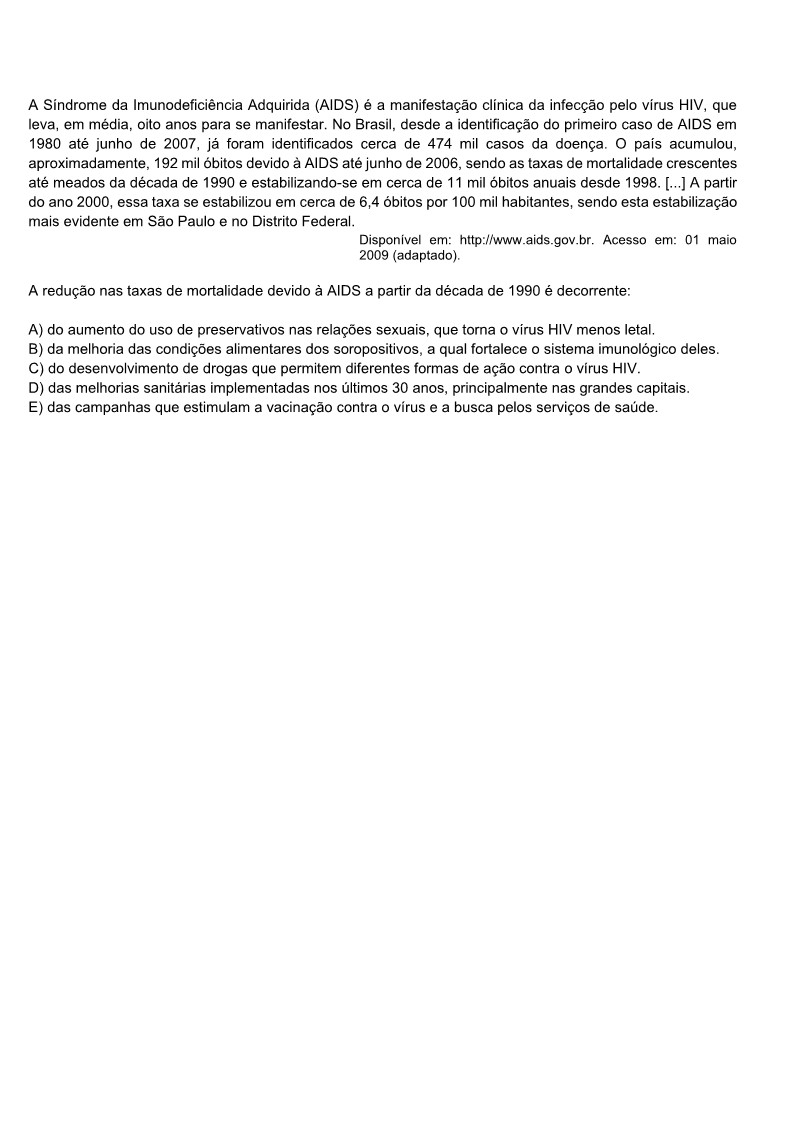 A Síndrome da Imunodeficiência Adquirida (AIDS) é a manifestação clínica da infecção pelo vírus HIV, que
leva, em média, oito anos para se manifestar. No Brasil, desde a identificação do primeiro caso de AIDS em
1980 até junho de 2007, já foram identificados cerca de 474 mil casos da doença. O país acumulou,
aproximadamente, 192 mil óbitos devido à AIDS até junho de 2006, sendo as taxas de mortalidade crescentes
até meados da década de 1990 e estabilizando-se em cerca de 11 mil óbitos anuais desde 1998. [...] A partir
do ano 2000, essa taxa se estabilizou em cerca de 6,4 óbitos por 100 mil habitantes, sendo esta estabilização
mais evidente em São Paulo e no Distrito Federal.
Disponível em: http://www.aids.gov.br. Acesso em: 01 maio
2009 (adaptado).
A redução nas taxas de mortalidade devido à AIDS a partir da década de 1990 é decorrente:
A) do aumento do uso de preservativos nas relações sexuais, que torna o vírus HIV menos letal.
B) da melhoria das condições alimentares dos soropositivos, a qual fortalece o sistema imunológico deles.
C) do desenvolvimento de drogas que permitem diferentes formas de ação contra o vírus HIV.
D) das melhorias sanitárias implementadas nos últimos 30 anos, principalmente nas grandes capitais.
E) das campanhas que estimulam a vacinação contra o vírus e a busca pelos serviços de saúde.